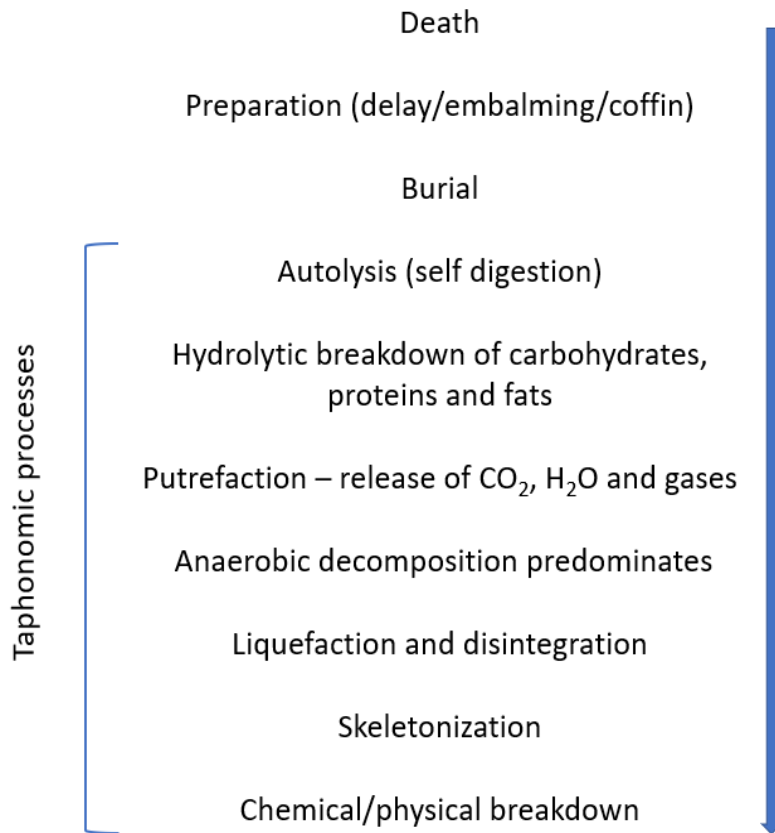 Death
Preparation (delay/embalming/coffin)
Burial
Autolysis (self digestion)
Hydrolytic breakdown of carbohydrates,
proteins and fats
Putrefaction – release of CO₂, H₂O and gases
Anaerobic decomposition predominates
Liquefaction and disintegration
Skeletonization
Chemical/physical breakdown
Taphonomic processes